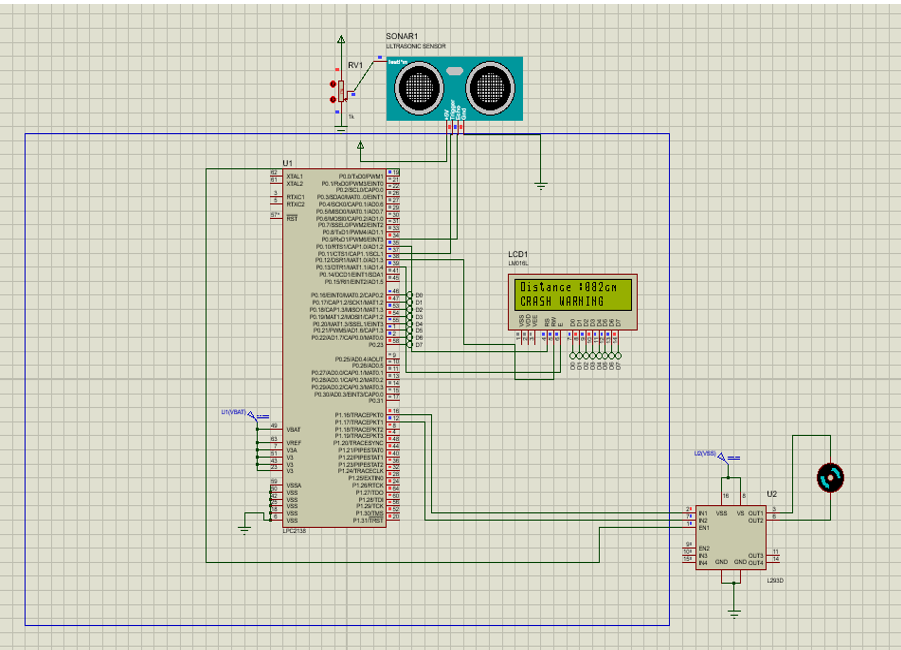 SONAR1
ULTRASONIC SENSOR
RV1
1k
U1
XTAL1
XTAL2
RTXC1
RTXC2
RST
P0.0/TxD0/PWM1
P0.1/RxD0/PWM3/EINT0
P0.2/SCL0/CAP0.0
P0.3/SDA0/MAT0.0/EINT1
P0.4/SCK0/CAP0.1/AD0.6
P0.5/MISO0/MAT0.1/AD0.7
P0.6/MOSI0/CAP0.2/AD1.0
P0.7/SSEL0/PWM2/EINT2
P0.8/TxD1/PWM4/AD1.1
P0.9/RxD1/PWM6/EINT3
P0.10/RTS1/CAP1.0/AD1.2
P0.11/CTS1/CAP1.1/SCL1
P0.12/DSR1/MAT1.0/AD1.3
P0.13/DTR1/MAT1.1/AD1.4
P0.14/DCD1/EINT1/SDA1
P0.15/RI1/EINT2/AD1.5
P0.16/EINT0/MAT0.2/CAP0.2
P0.17/CAP1.2/SCK1/MAT1.2
P0.18/CAP1.3/MISO1/MAT1.3
P0.19/MAT1.2/MOSI1/CAP1.2
P0.20/MAT1.3/SSEL1/EINT3
P0.21/PWM5/AD1.6/CAP1.3
P0.22/AD1.7/CAP0.0/MAT0.0
P0.23
P0.25/AD0.4/AOUT
P0.26/AD0.5
P0.27/AD0.0/CAP0.1/MAT0.1
P0.28/AD0.1/CAP0.2/MAT0.2
P0.29/AD0.2/CAP0.3/MAT0.3
P0.30/AD0.3/EINT3/CAP0.0
P0.31
P1.16/TRACEPKT0
P1.17/TRACEPKT1
P1.18/TRACEPKT2
P1.19/TRACEPKT3
P1.20/TRACESYNC
P1.21/PIPESTAT0
P1.22/PIPESTAT1
P1.23/PIPESTAT2
P1.24/TRACECLK
P1.25/EXTIN0
P1.26/RTCK
P1.27/TDO
P1.28/TDI
P1.29/TCK
P1.30/TMS
P1.31/TRST
U1(VBAT)
VBAT
VREF
V3A
V3
V3
V3
VSSA
VSS
VSS
VSS
VSS
VSS
LPC2138
D0
D1
D2
D3
D4
D5
D6
D7
LCD1
LM016L
Distance :882cm
CRASH WARNING
VSS
VDD
VEE
RS
RW
E
D0
D1
D2
D3
D4
D5
D6
D7
D0
D1
D2
D3
D4
D5
D6
D7
U2(VSS)
U2
16
8
IN1
IN2
EN1
EN2
IN3
IN4
VSS
VS
OUT1
OUT2
OUT3
OUT4
GND
GND
3
6
11
14
L293D